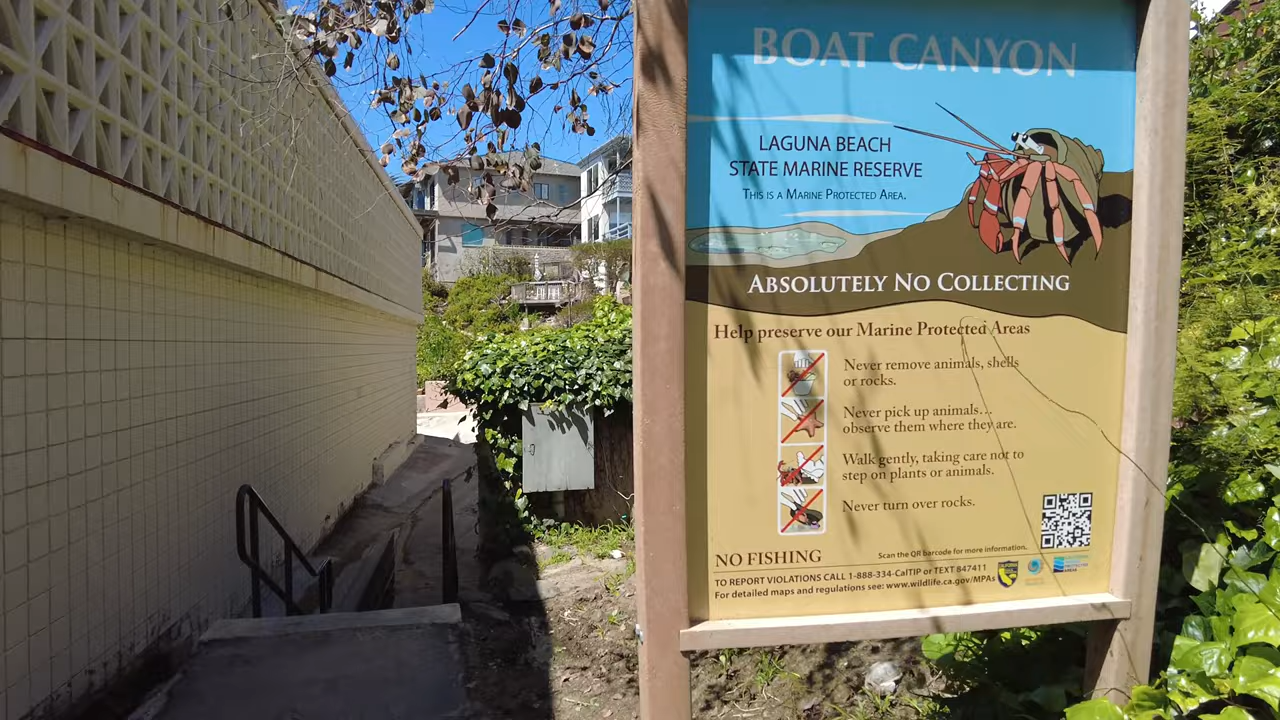 BOAT CANYON
LAGUNA BEACH
STATE MARINE RESERVE
THIS IS A MARINE PROTECTED AREA.
ABSOLUTELY NO COLLECTING
Help preserve our Marine Protected Areas
Never remove animals, shells
or rocks.
Never pick up animals...
observe them where they are.
Walk gently, taking care not to
step on plants or animals.
Never turn over rocks.
NO FISHING
Scan the QR barcode for more information.
TO REPORT VIOLATIONS CALL 1-888-334-CalTIP or TEXT 847411
For detailed maps and regulations see: www.wildlife.ca.gov/MPAs